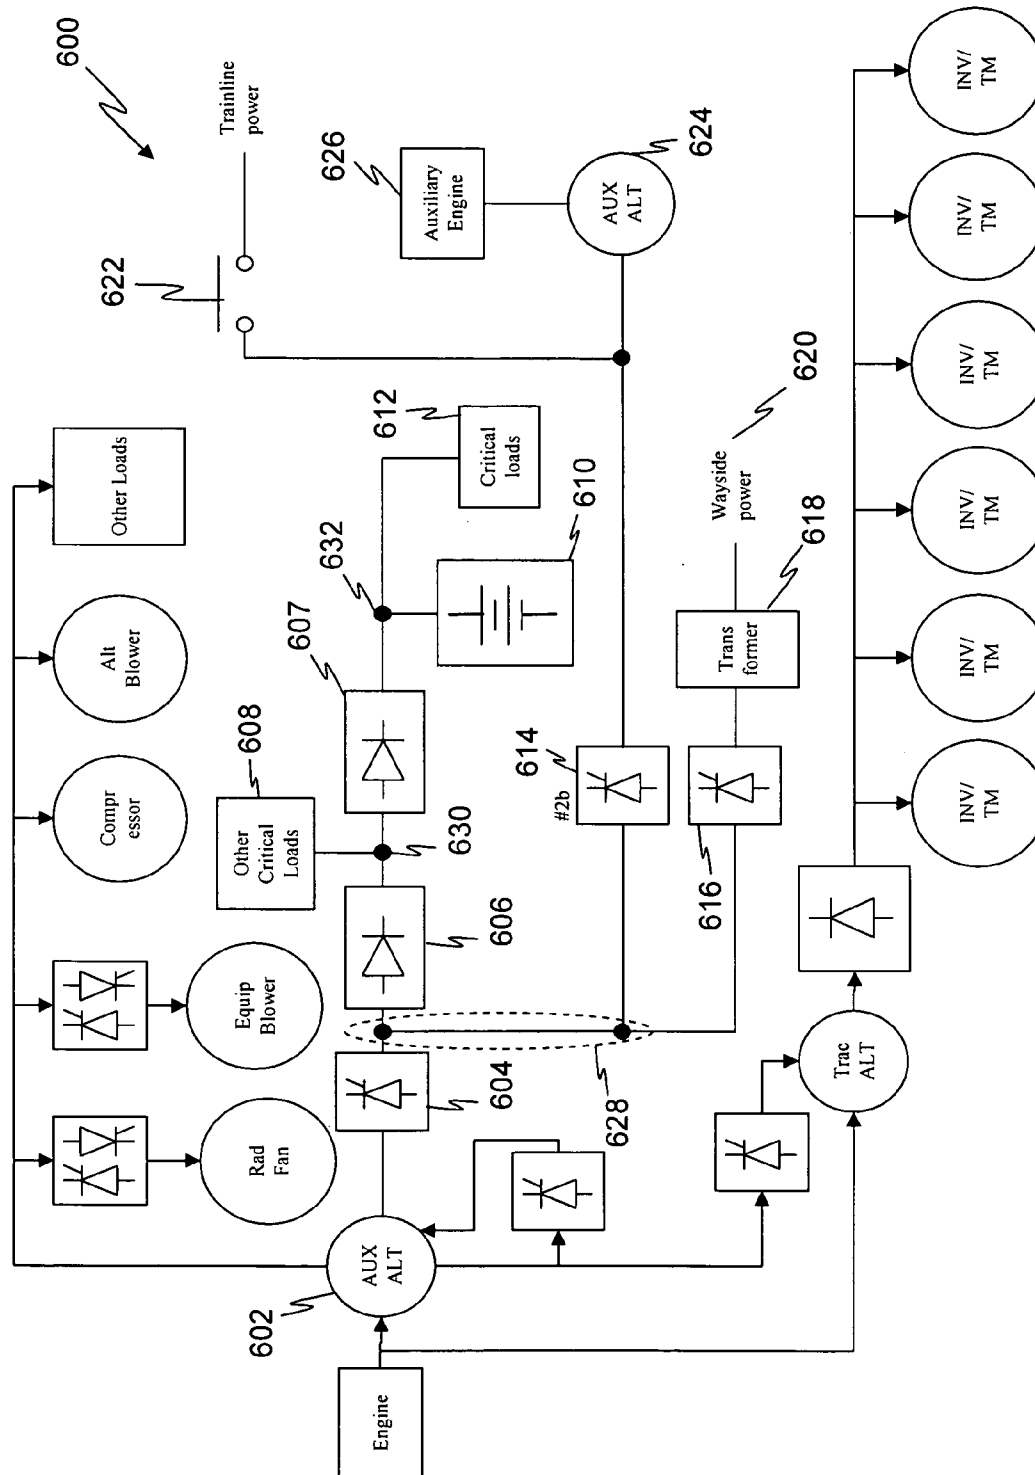 600
Trainline
power
622
626
Auxiliary
Engine
AUX
ALT
624
Other Loads
612
Critical
loads
610
632
Wayside
power
620
618
Trans
former
Alt
Blower
607
608
Other
Critical
Loads
630
614
#2b
616
Compr
essor
606
Equip
Blower
604
628
Rad
Fan
AUX
ALT
602
Engine
Trac
ALT
INV/
TM
INV/
TM
INV/
TM
INV/
TM
INV/
TM
INV/
TM